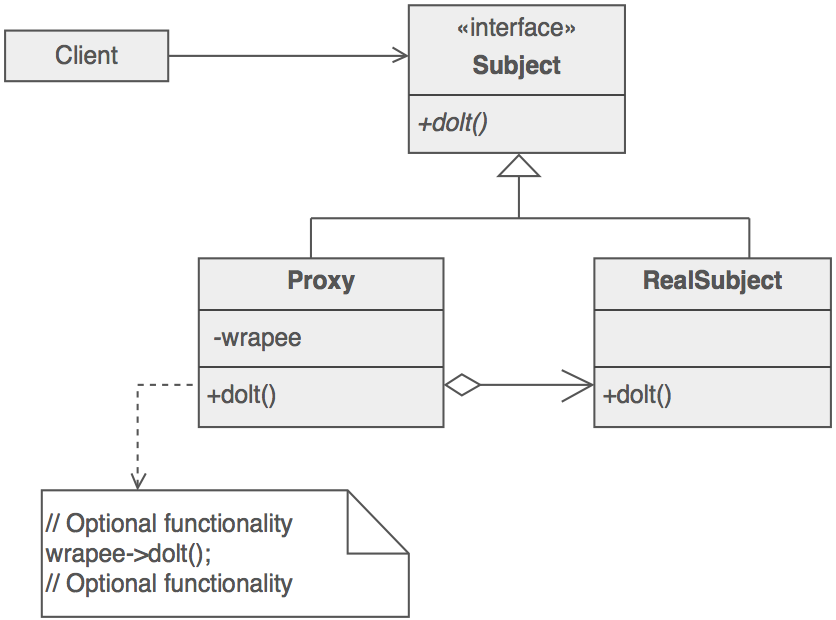 Client
«interface»
Subject
+doIt()
Proxy
-wrapee
+doIt()
RealSubject
+doIt()
// Optional functionality
wrapee->doIt();
// Optional functionality